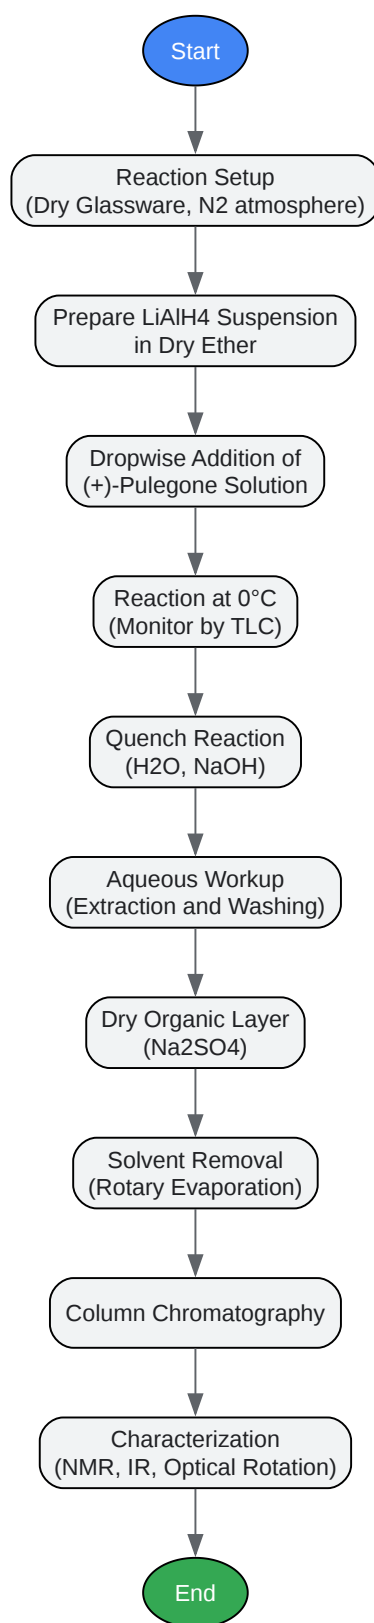 Start
Reaction Setup
(Dry Glassware, N2 atmosphere)
Prepare LiAlH4 Suspension
in Dry Ether
Dropwise Addition of
(+)-Pulegone Solution
Reaction at 0°C
(Monitor by TLC)
Quench Reaction
(H2O, NaOH)
Aqueous Workup
(Extraction and Washing)
Dry Organic Layer
(Na2SO4)
Solvent Removal
(Rotary Evaporation)
Column Chromatography
Characterization
(NMR, IR, Optical Rotation)
End